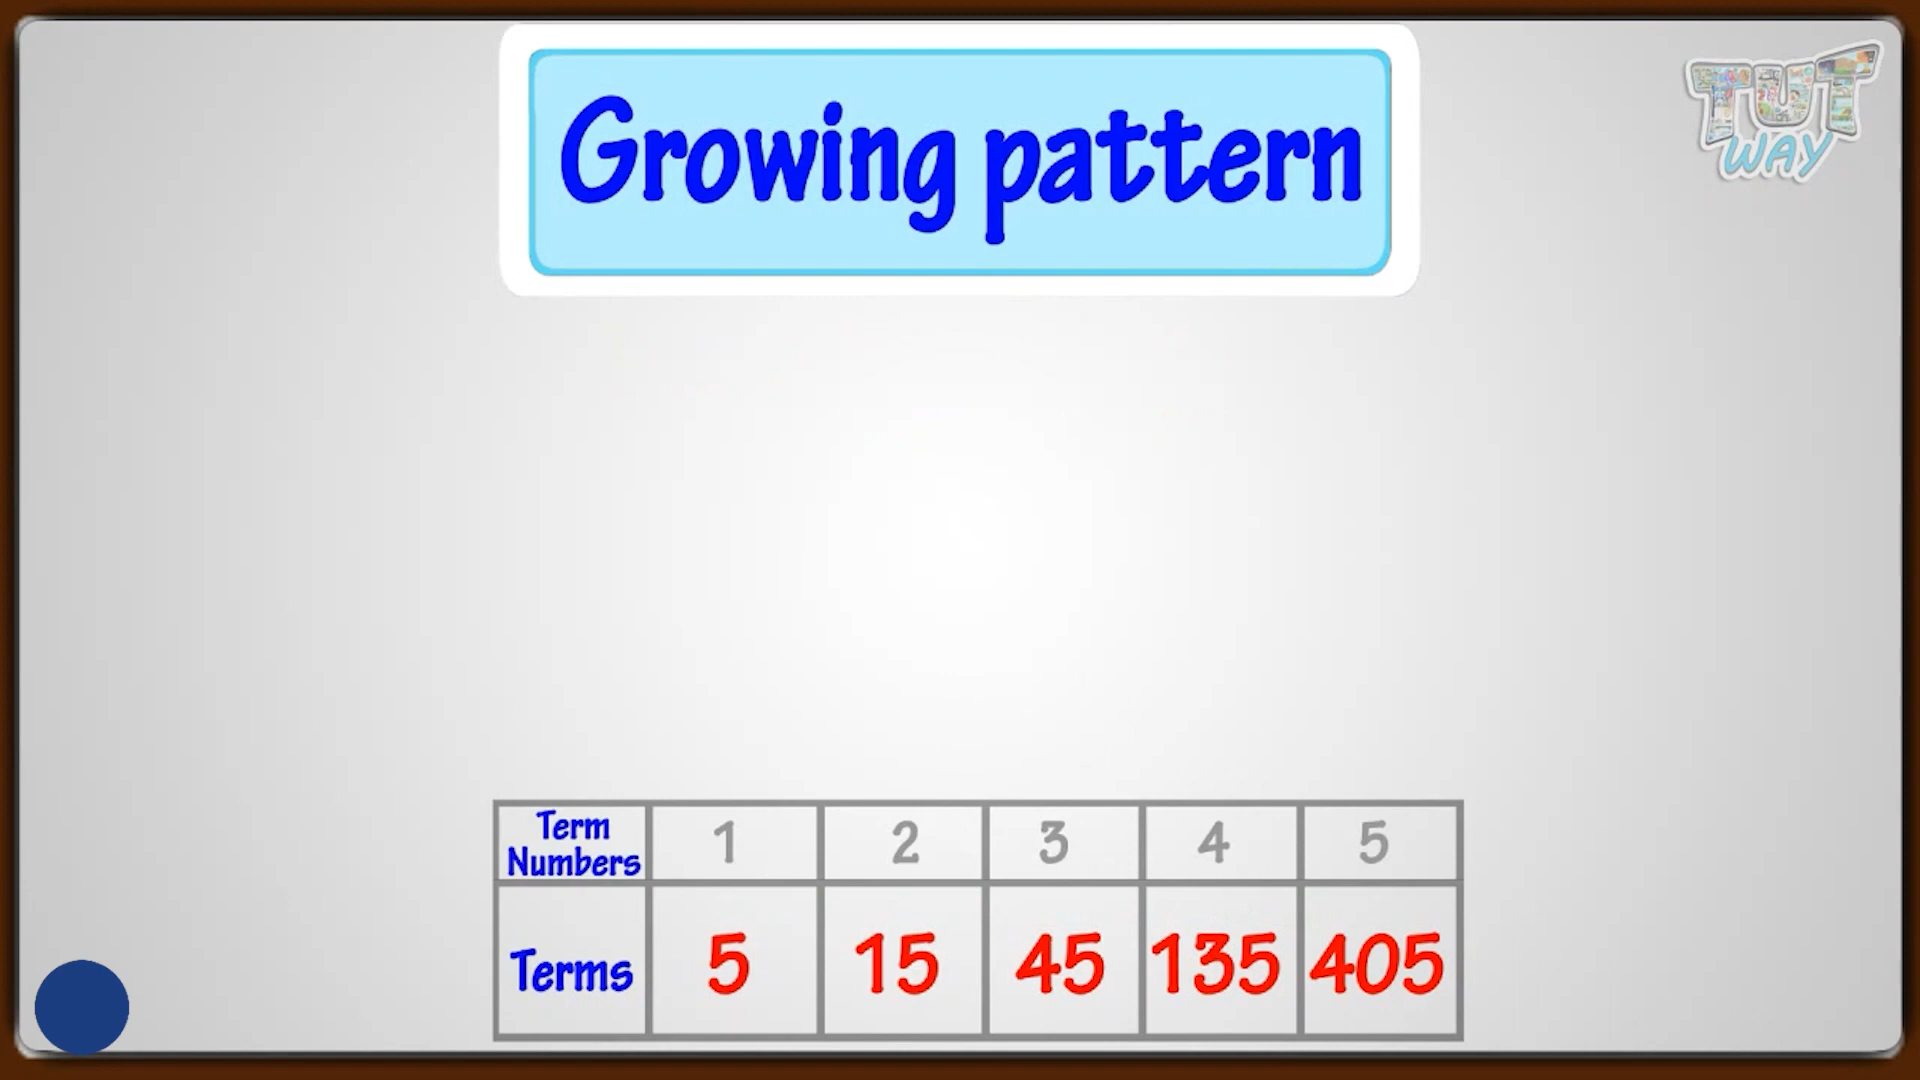 Growing pattern
TUT
WAY
Term Numbers 1 2 3 4 5
Terms 5 15 45 135 405